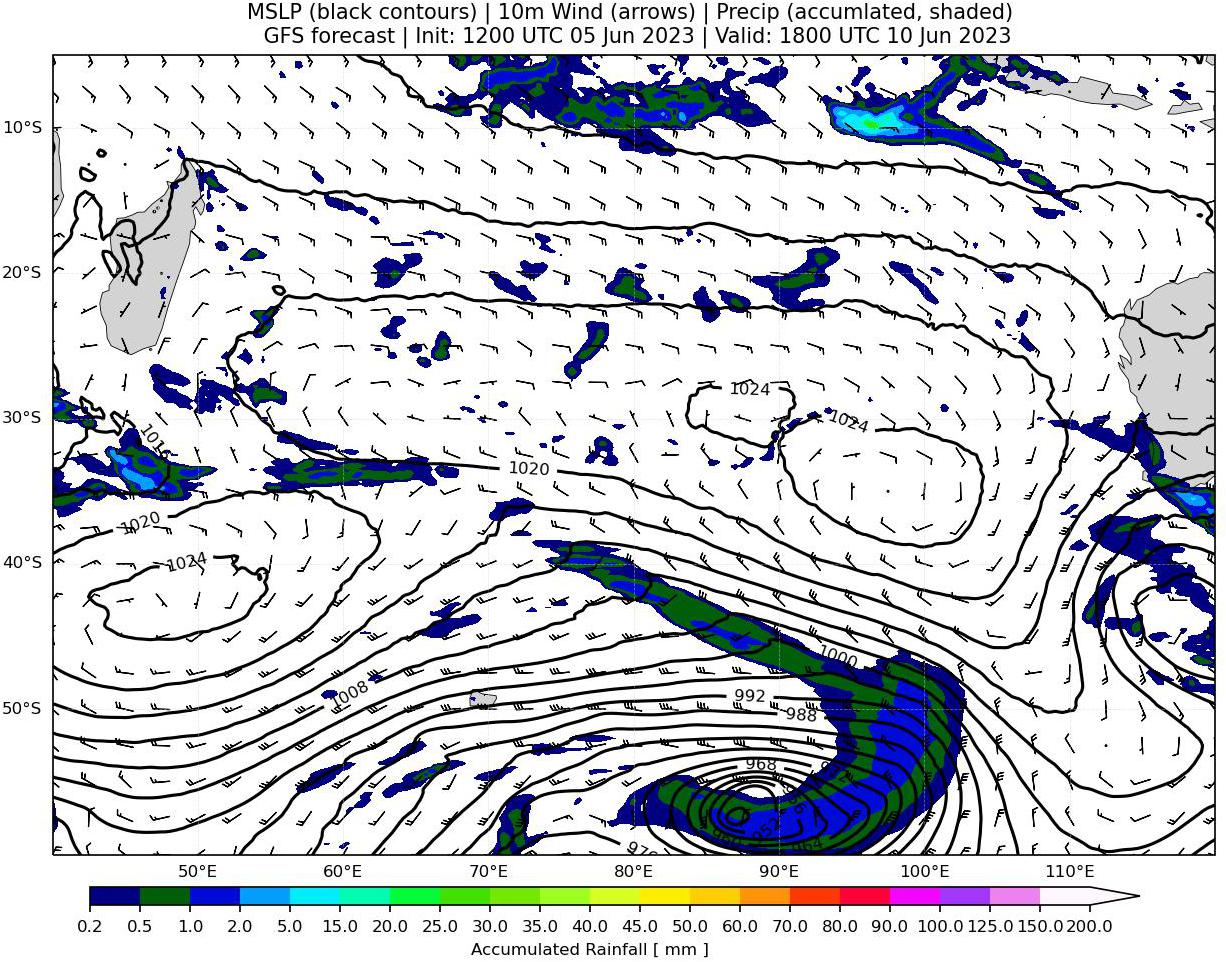 MSLP (black contours) | 10m Wind (arrows) | Precip (accumlated, shaded)
GFS forecast | Init: 1200 UTC 05 Jun 2023 | Valid: 1800 UTC 10 Jun 2023
10°S
20°S
1024
30°S
1024
1016
1020
1020
1024
40°S
1000
1008
992
50°S
988
968
952
964
50°E 60°E 70°E 80°E 90°E 100°E 110°E
0.2 0.5 1.0 2.0 5.0 10.0 15.0 20.0 25.0 30.0 35.0 40.0 45.0 50.0 60.0 70.0 80.0 90.0 100.0 125.0 150.0 200.0
Accumulated Rainfall [ mm ]